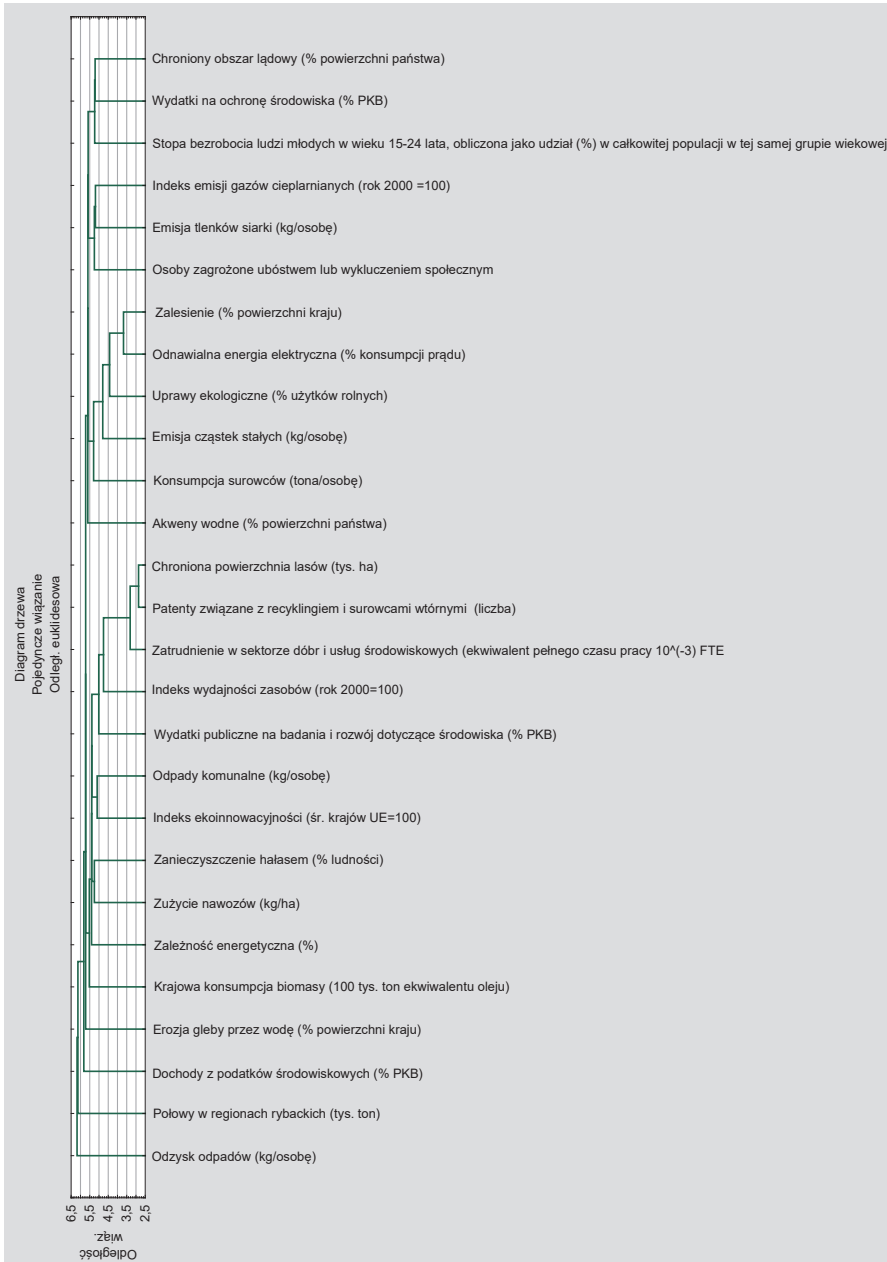 Diagram drzewa
Pojedyncze wiązanie
Odległ. euklidesowa
Chroniony obszar lądowy (% powierzchni państwa)
Wydatki na ochronę środowiska (% PKB)
Stopa bezrobocia ludzi młodych w wieku 15-24 lata, obliczona jako udział (%) w całkowitej populacji w tej samej grupie wiekowej
Indeks emisji gazów cieplarnianych (rok 2000 =100)
Emisja tlenków siarki (kg/osobę)
Osoby zagrożone ubóstwem lub wykluczeniem społecznym
Zalesienie (% powierzchni kraju)
Odnawialna energia elektryczna (% konsumpcji prądu)
Uprawy ekologiczne (% użytków rolnych)
Emisja cząstek stałych (kg/osobę)
Konsumpcja surowców (tona/osobę)
Akweny wodne (% powierzchni państwa)
Chroniona powierzchnia lasów (tys. ha)
Patenty związane z recyklingiem i surowcami wtórnymi (liczba)
Zatrudnienie w sektorze dóbr i usług środowiskowych (ekwiwalent pełnego czasu pracy 10^(-3) FTE
Indeks wydajności zasobów (rok 2000=100)
Wydatki publiczne na badania i rozwój dotyczące środowiska (% PKB)
Odpady komunalne (kg/osobę)
Indeks ekoinnowacyjności (śr. krajów UE=100)
Zanieczyszczenie hałasem (% ludności)
Zużycie nawozów (kg/ha)
Zależność energetyczna (%)
Krajowa konsumpcja biomasy (100 tys. ton ekwiwalentu oleju)
Erozja gleby przez wodę (% powierzchni kraju)
Dochody z podatków środowiskowych (% PKB)
Połowy w regionach rybackich (tys. ton)
Odzysk odpadów (kg/osobę)
6,5 5,5 4,5 3,5 2,5
Odległość
wiąz.